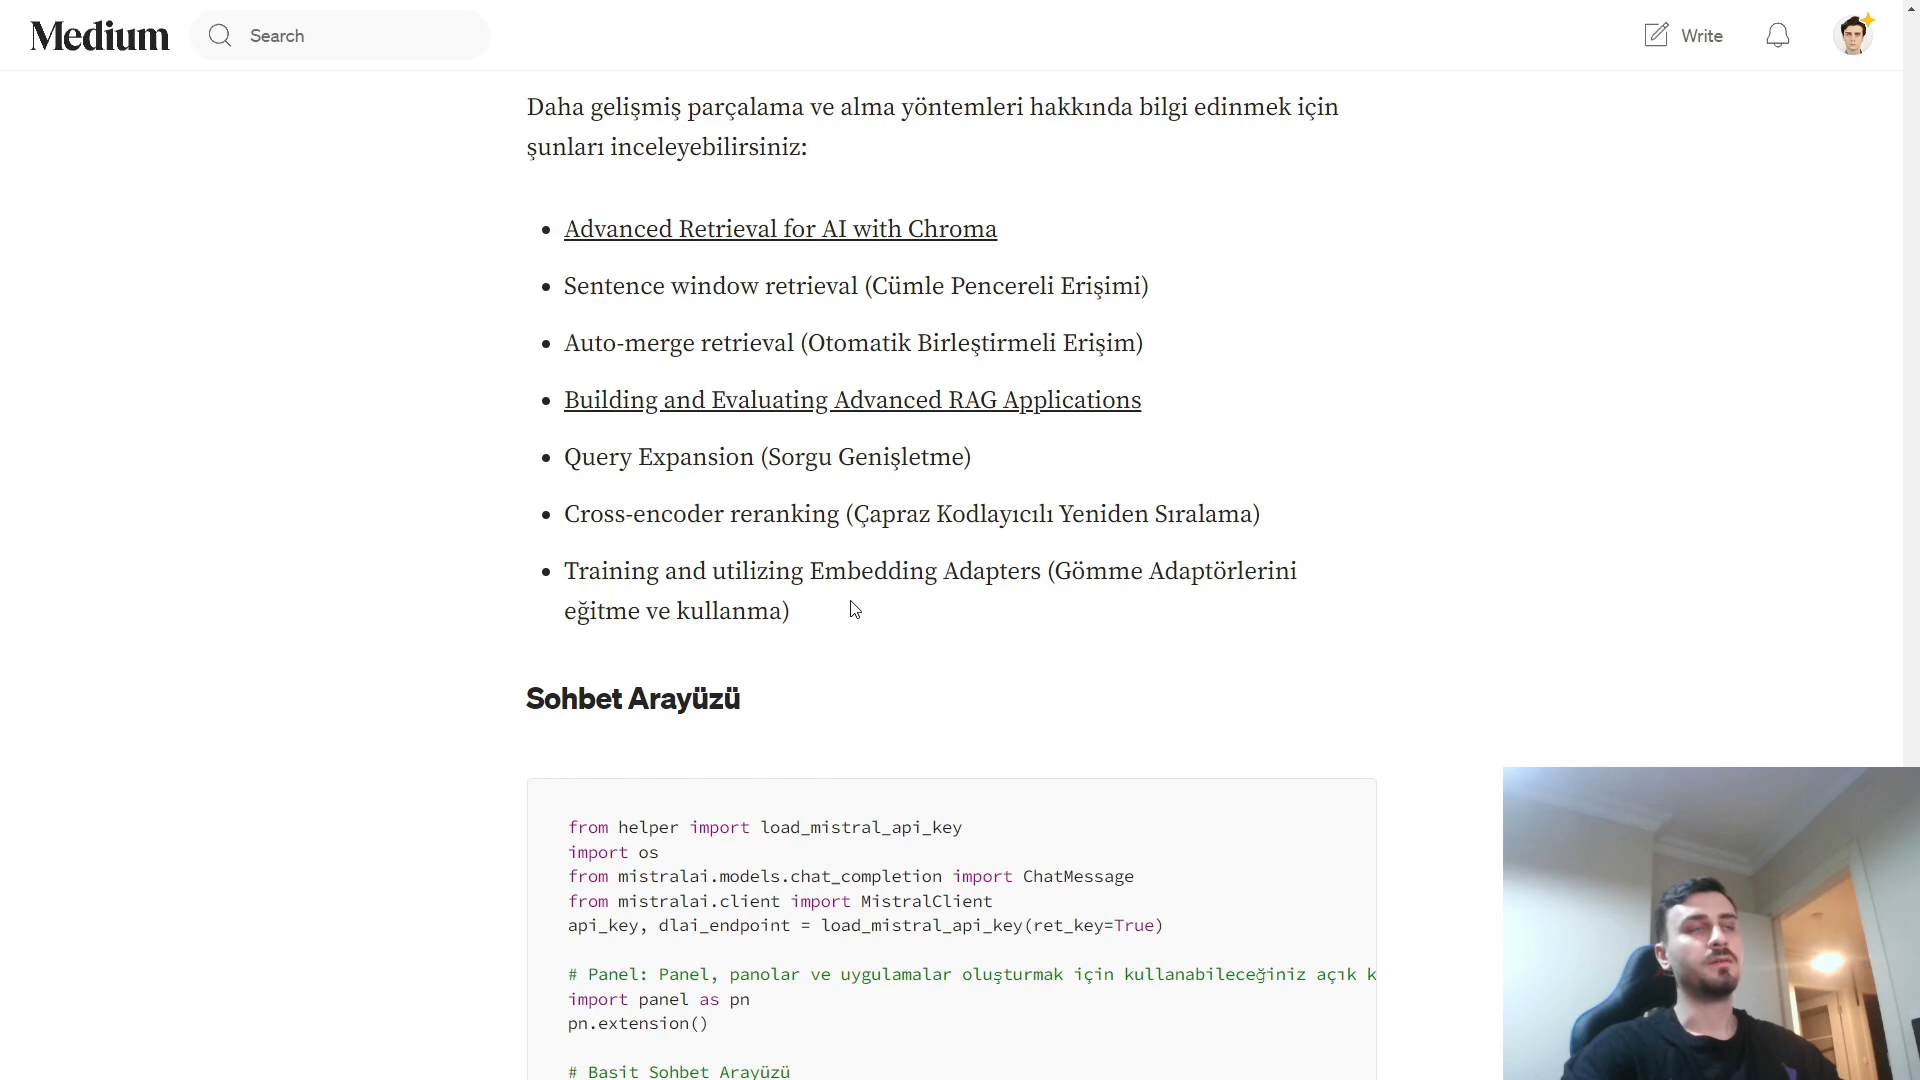 Medium
Search
Write
Daha gelişmiş parçalama ve alma yöntemleri hakkında bilgi edinmek için
şunları inceleyebilirsiniz:
• Advanced Retrieval for AI with Chroma
• Sentence window retrieval (Cümle Pencereli Erişimi)
• Auto-merge retrieval (Otomatik Birleştirmeli Erişim)
• Building and Evaluating Advanced RAG Applications
• Query Expansion (Sorgu Genişletme)
• Cross-encoder reranking (Çapraz Kodlayıcılı Yeniden Sıralama)
• Training and utilizing Embedding Adapters (Gömme Adaptörlerini
eğitme ve kullanma)
Sohbet Arayüzü
from helper import load_mistral_api_key
import os
from mistralai.models.chat_completion import ChatMessage
from mistralai.client import MistralClient
api_key, dlai_endpoint = load_mistral_api_key(ret_key=True)
# Panel: Panel, panolar ve uygulamalar oluşturmak için kullanabileceğiniz açık k
import panel as pn
pn.extension()
# Basit Sohbet Arayüzü